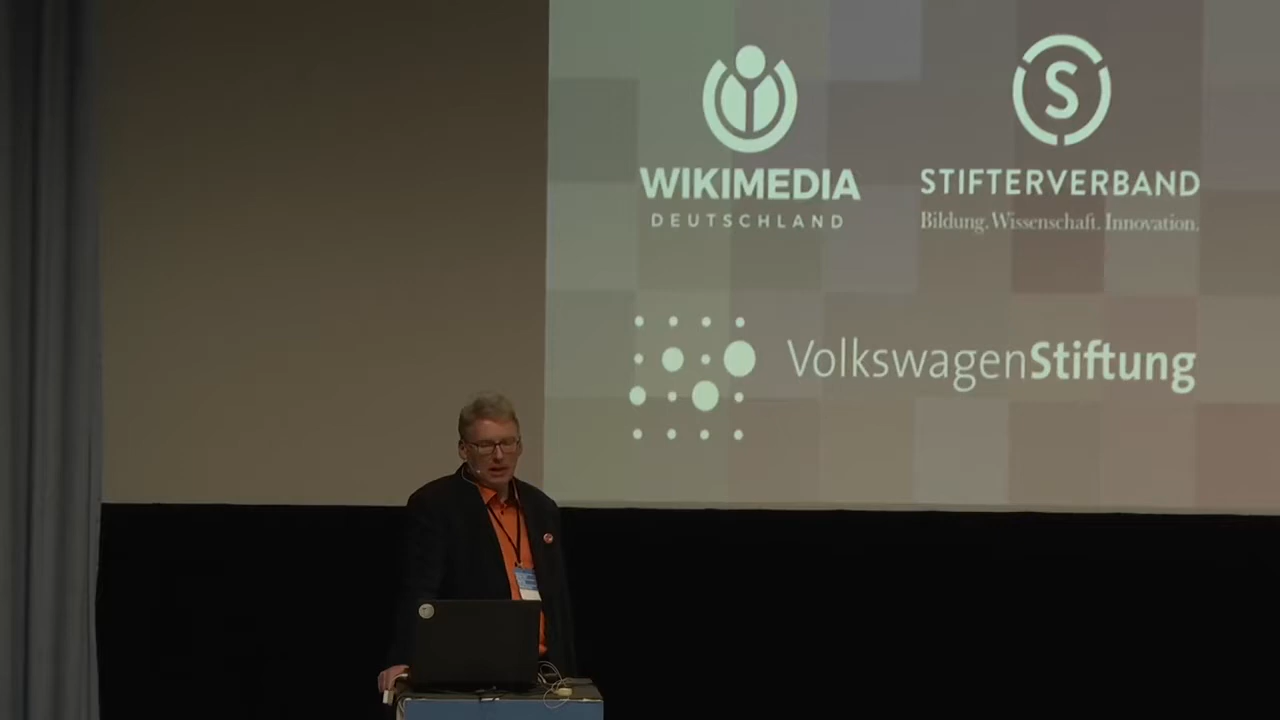 WIKIMEDIA
DEUTSCHLAND
STIFTERVERBAND
Bildung. Wissenschaft. Innovation.
VolkswagenStiftung